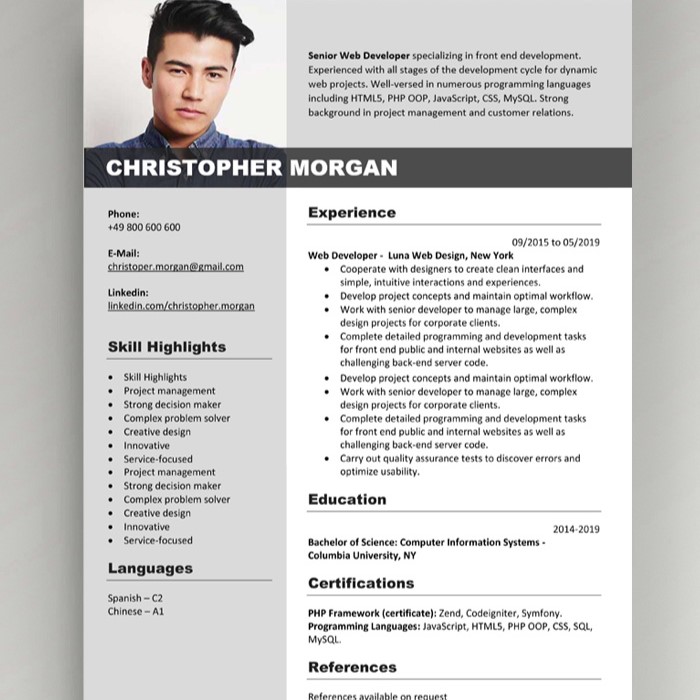 Senior Web Developer specializing in front end development.
Experienced with all stages of the development cycle for dynamic
web projects. Well-versed in numerous programming languages
including HTML5, PHP OOP, JavaScript, CSS, MySQL. Strong
background in project management and customer relations.
CHRISTOPHER MORGAN
Phone:
+49 800 600 600
E-Mail:
christoper.morgan@gmail.com
Linkedin:
linkedin.com/christopher.morgan
Skill Highlights
• Skill Highlights
• Project management
• Strong decision maker
• Complex problem solver
• Creative design
• Innovative
• Service-focused
• Project management
• Strong decision maker
• Complex problem solver
• Creative design
• Innovative
• Service-focused
Languages
Spanish – C2
Chinese – A1
Experience
09/2015 to 05/2019
Web Developer - Luna Web Design, New York
• Cooperate with designers to create clean interfaces and
simple, intuitive interactions and experiences.
• Develop project concepts and maintain optimal workflow.
• Work with senior developer to manage large, complex
design projects for corporate clients.
• Complete detailed programming and development tasks
for front end public and internal websites as well as
challenging back-end server code.
• Develop project concepts and maintain optimal workflow.
• Work with senior developer to manage large, complex
design projects for corporate clients.
• Complete detailed programming and development tasks
for front end public and internal websites as well as
challenging back-end server code.
• Carry out quality assurance tests to discover errors and
optimize usability.
Education
2014-2019
Bachelor of Science: Computer Information Systems -
Columbia University, NY
Certifications
PHP Framework (certificate): Zend, Codeigniter, Symfony.
Programming Languages: JavaScript, HTML5, PHP OOP, CSS, SQL,
MySQL.
References
References available on request